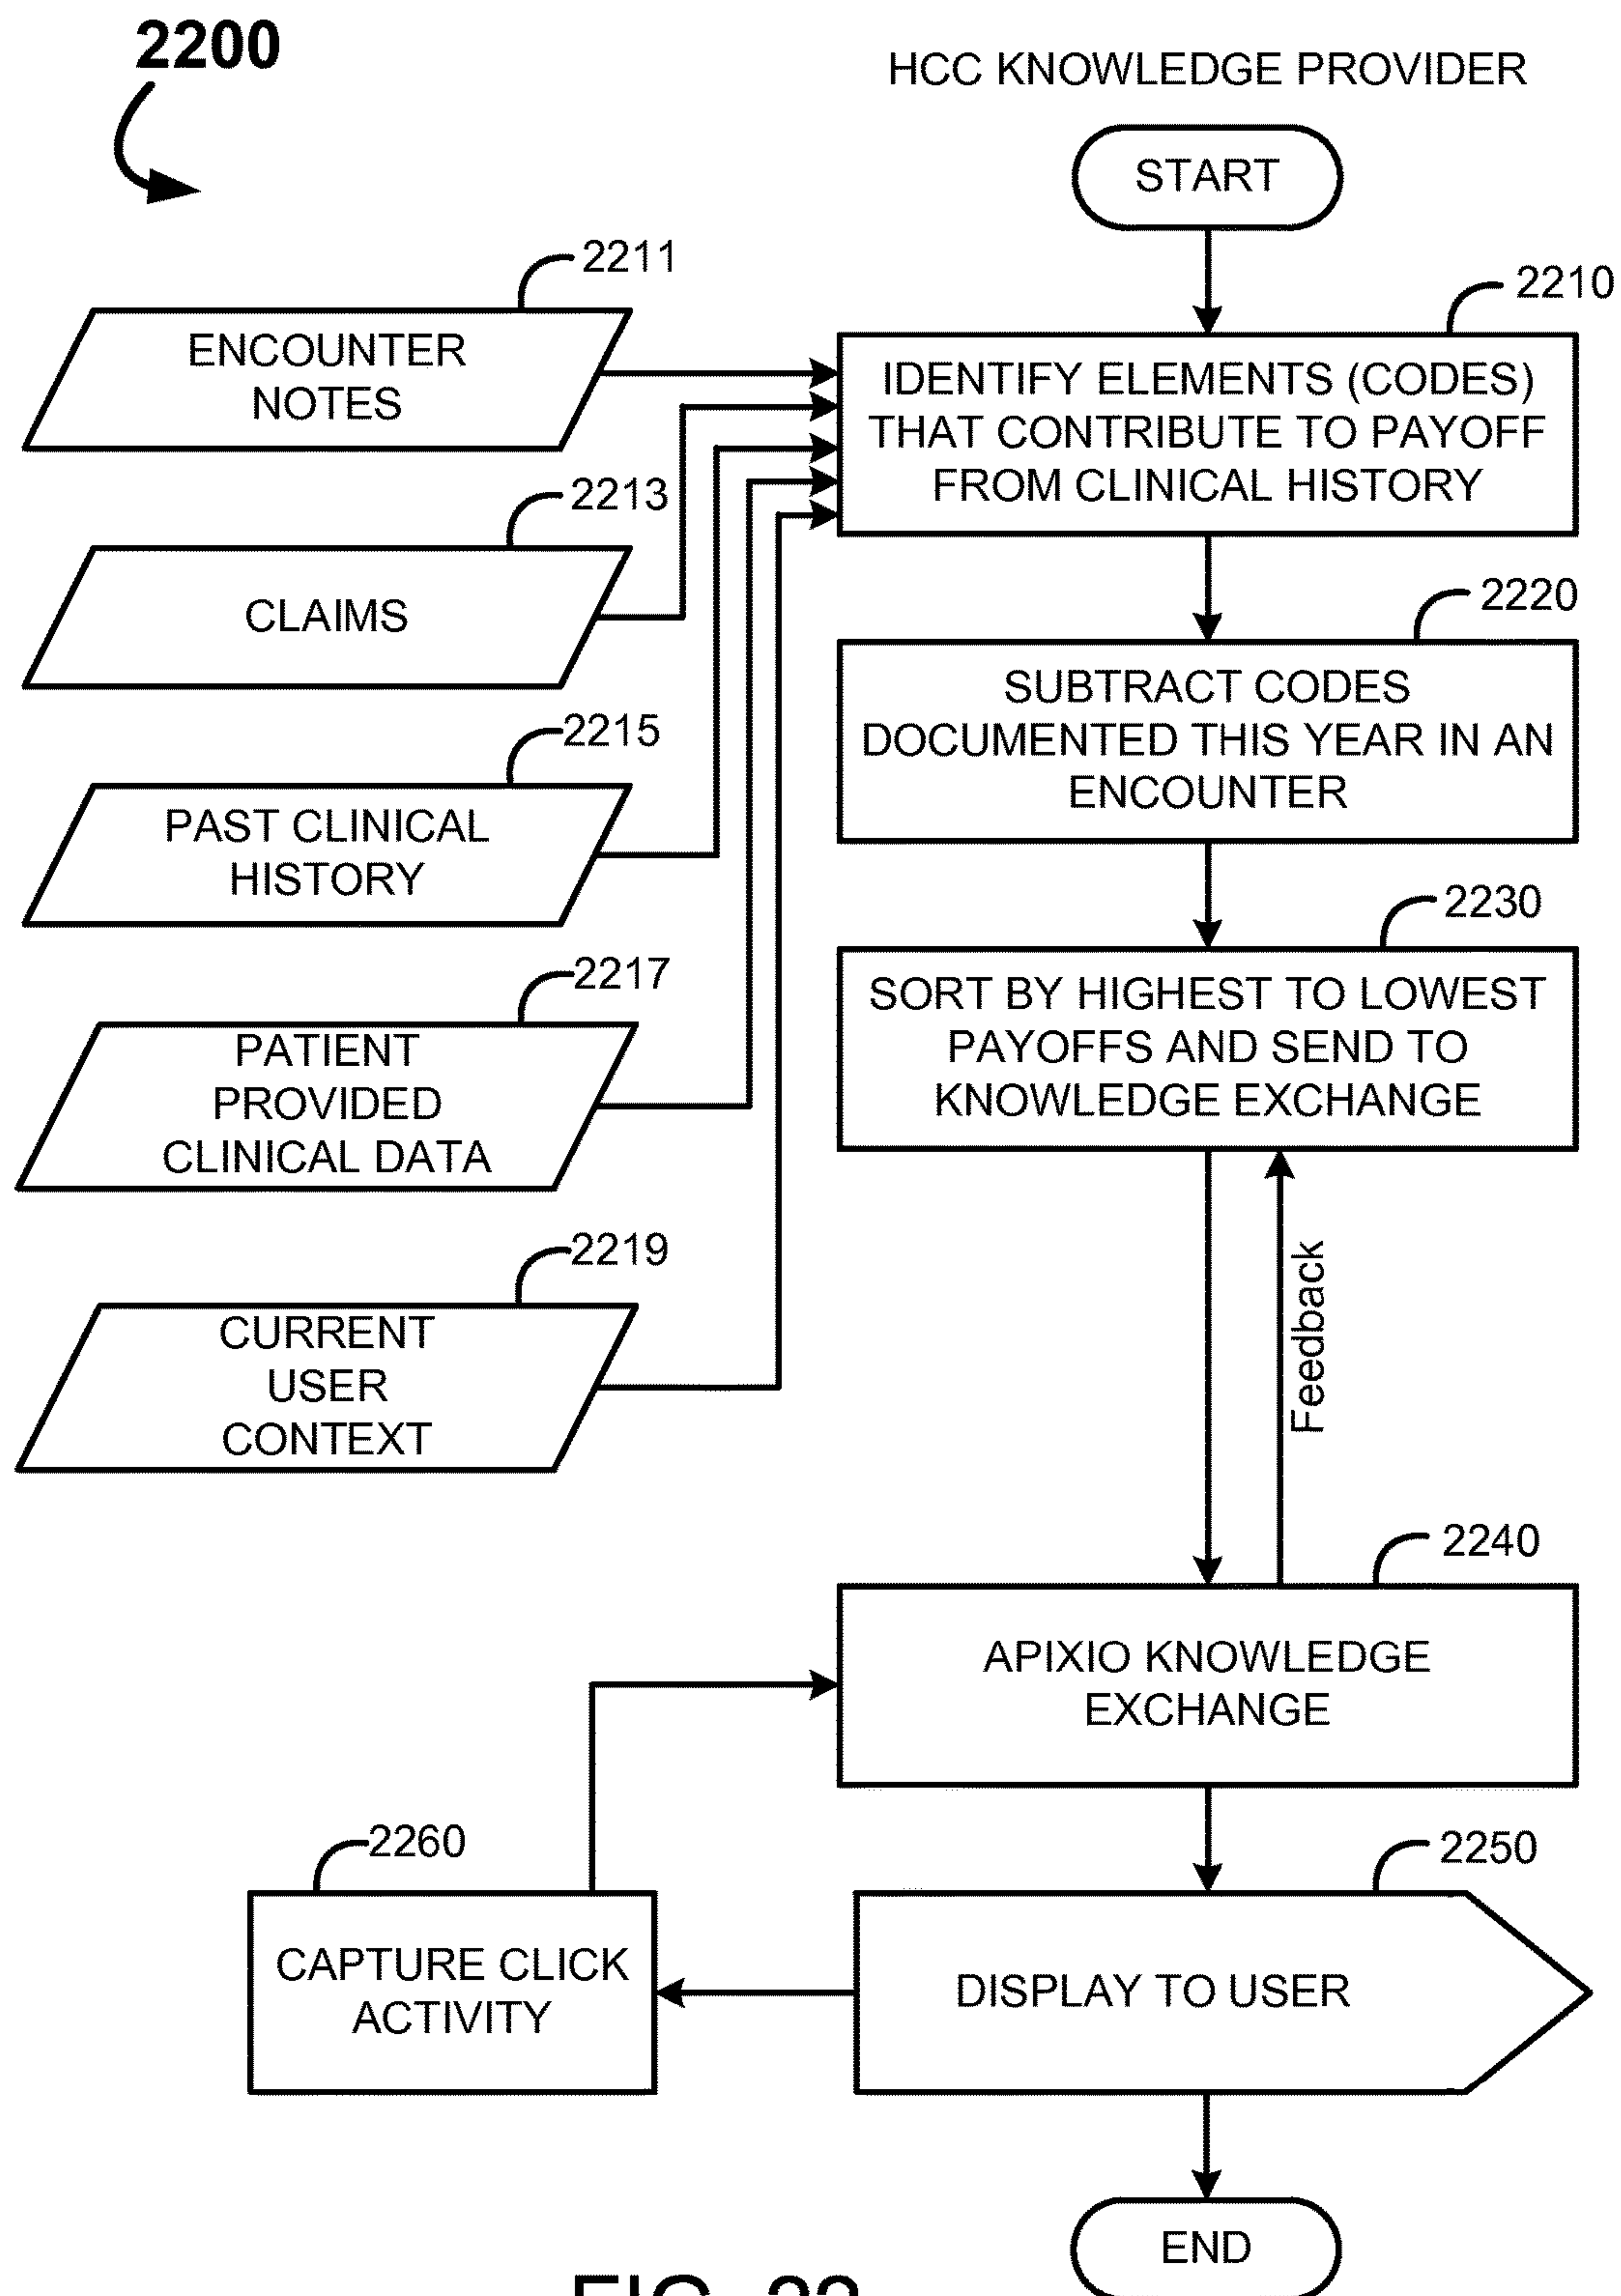 2200
HCC KNOWLEDGE PROVIDER
START
2211
2210
ENCOUNTER
NOTES
IDENTIFY ELEMENTS (CODES)
THAT CONTRIBUTE TO PAYOFF
FROM CLINICAL HISTORY
2213
CLAIMS
2220
SUBTRACT CODES
DOCUMENTED THIS YEAR IN AN
ENCOUNTER
2215
PAST CLINICAL
HISTORY
2230
SORT BY HIGHEST TO LOWEST
PAYOFFS AND SEND TO
KNOWLEDGE EXCHANGE
2217
PATIENT
PROVIDED
CLINICAL DATA
2219
CURRENT
USER
CONTEXT
Feedback
2240
APIXIO KNOWLEDGE
EXCHANGE
2260
CAPTURE CLICK
ACTIVITY
2250
DISPLAY TO USER
END
FIG. 22